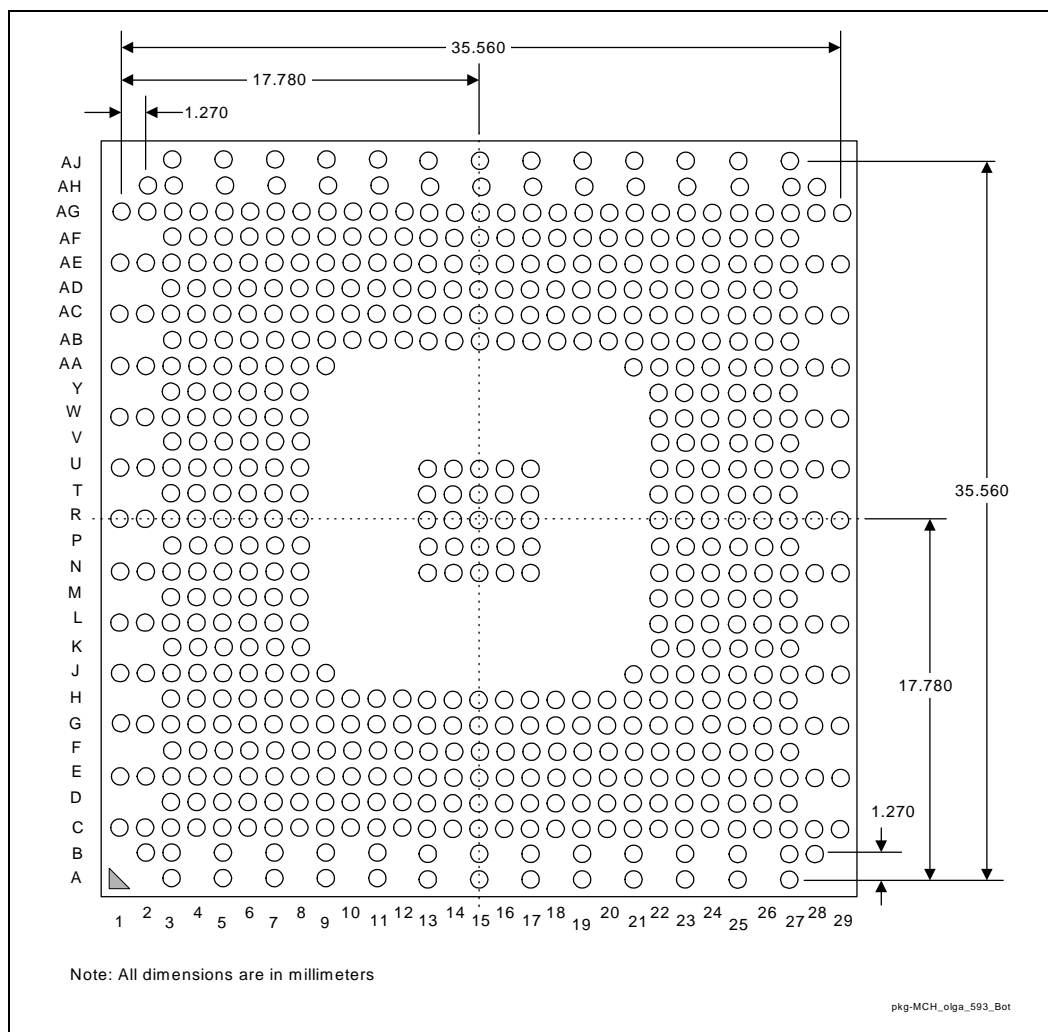 35.560
17.780
1.270
AJ
AH
AG
AF
AE
AD
AC
AB
AA
Y
W
V
U
T
R
P
N
M
L
K
J
H
G
F
E
D
C
B
A
35.560
17.780
1.270
1 2 3 4 5 6 7 8 9 10 11 12 13 14 15 16 17 18 19 20 21 22 23 24 25 26 27 28 29
Note: All dimensions are in millimeters
pkg-MCH_olga_593_Bot